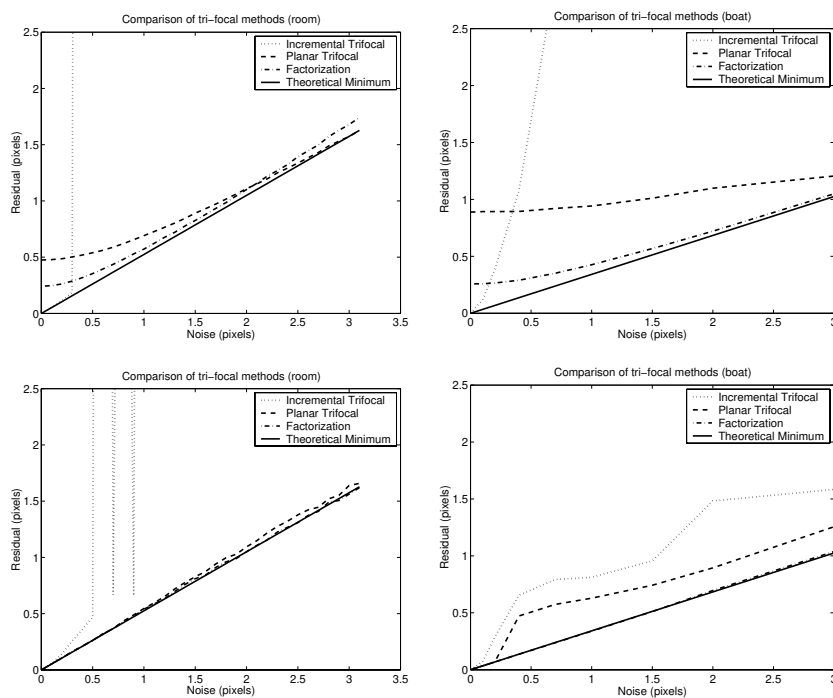 Comparison of tri-focal methods (room)
2.5
2
1.5
1
0.5
0
Residual (pixels)
0 0.5 1 1.5 2 2.5 3 3.5
Noise (pixels)
Incremental Trifocal
Planar Trifocal
Factorization
Theoretical Minimum
Comparison of tri-focal methods (boat)
2.5
2
1.5
1
0.5
0
Residual (pixels)
0 0.5 1 1.5 2 2.5 3
Noise (pixels)
Incremental Trifocal
Planar Trifocal
Factorization
Theoretical Minimum
Comparison of tri-focal methods (room)
2.5
2
1.5
1
0.5
0
Residual (pixels)
0 0.5 1 1.5 2 2.5 3 3.5
Noise (pixels)
Incremental Trifocal
Planar Trifocal
Factorization
Theoretical Minimum
Comparison of tri-focal methods (boat)
2.5
2
1.5
1
0.5
0
Residual (pixels)
0 0.5 1 1.5 2 2.5 3
Noise (pixels)
Incremental Trifocal
Planar Trifocal
Factorization
Theoretical Minimum